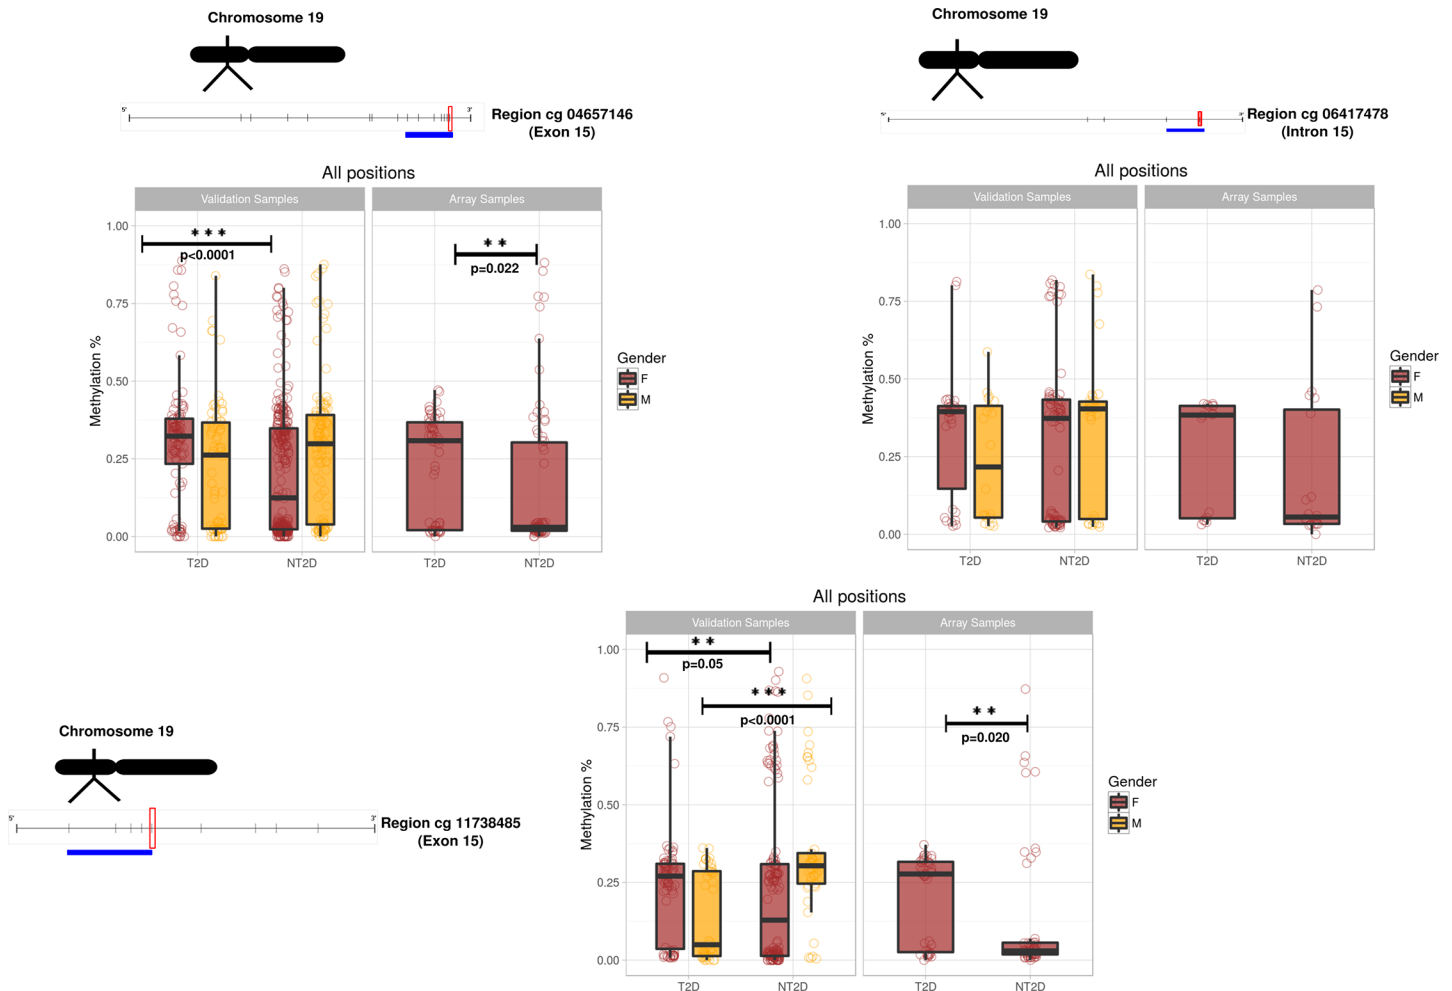 Chromosome 19
5'
3'
Region cg 04657146
(Exon 15)
All positions
Validation Samples
Array Samples
Methylation %
1.00
0.75
0.50
0.25
0.00
* * *
p<0.0001
* *
p=0.022
T2D
NT2D
T2D
NT2D
Gender
F
M
Chromosome 19
5'
3'
Region cg 06417478
(Intron 15)
All positions
Validation Samples
Array Samples
Methylation %
1.00
0.75
0.50
0.25
0.00
T2D
NT2D
T2D
NT2D
Gender
F
M
Chromosome 19
5'
3'
Region cg 11738485
(Exon 15)
All positions
Validation Samples
Array Samples
Methylation %
1.00
0.75
0.50
0.25
0.00
* *
p=0.05
* * *
p<0.0001
* *
p=0.020
T2D
NT2D
T2D
NT2D
Gender
F
M